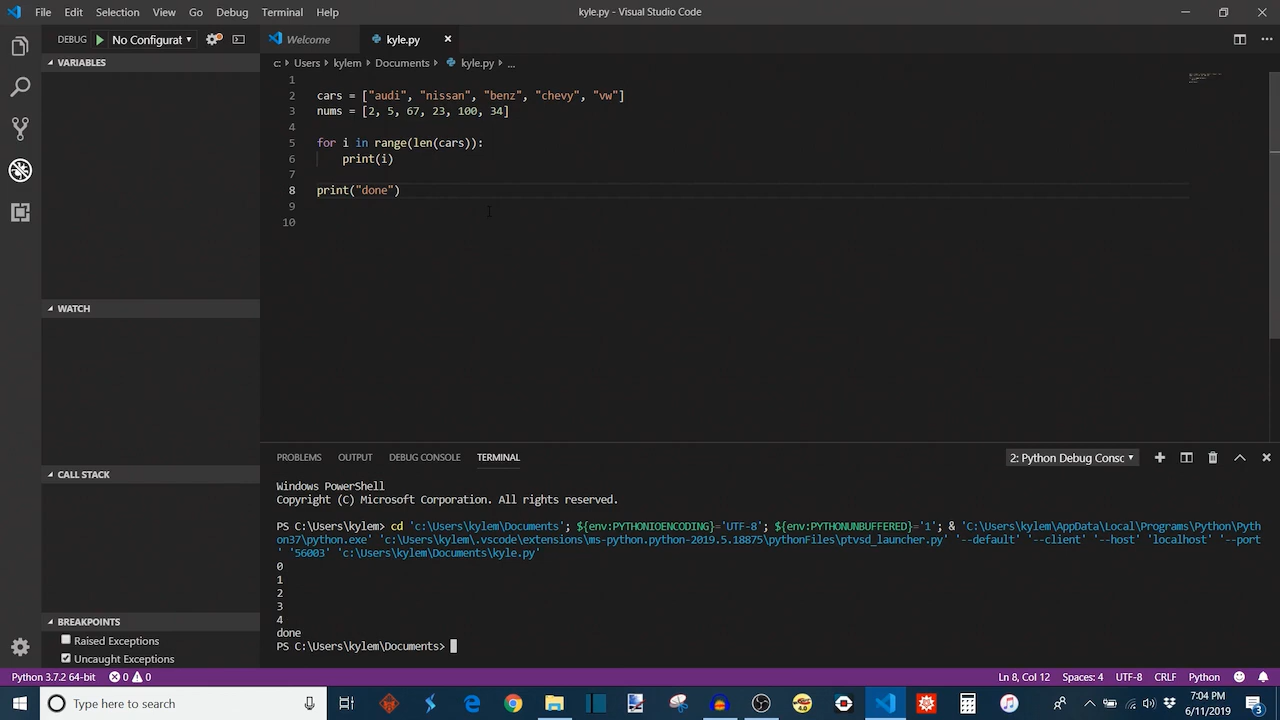 File Edit Selection View Go Debug Terminal Help
kyle.py - Visual Studio Code
DEBUG No Configurat
Welcome kyle.py
VARIABLES
c: Users kylem Documents kyle.py ...
1
2 cars = ["audi", "nissan", "benz", "chevy", "vw"]
3 nums = [2, 5, 67, 23, 100, 34]
4
5 for i in range(len(cars)):
6 print(i)
7
8 print("done")
9
10
WATCH
CALL STACK
BREAKPOINTS
Raised Exceptions
Uncaught Exceptions
PROBLEMS OUTPUT DEBUG CONSOLE TERMINAL
2: Python Debug Consc
Windows PowerShell
Copyright (C) Microsoft Corporation. All rights reserved.
PS C:\Users\kylem> cd 'c:\Users\kylem\Documents'; ${env:PYTHONIOENCODING}='UTF-8'; ${env:PYTHONUNBUFFERED}='1'; & 'C:\Users\kylem\AppData\Local\Programs\Python\Pyth
on37\python.exe' 'c:\Users\kylem\.vscode\extensions\ms-python.python-2019.5.18875\pythonFiles\ptvsd_launcher.py' '--default' '--client' '--host' 'localhost' '--port
' '56003' 'c:\Users\kylem\Documents\kyle.py'
0
1
2
3
4
done
PS C:\Users\kylem\Documents>
Python 3.7.2 64-bit 0 0
Ln 8, Col 12 Spaces: 4 UTF-8 CRLF Python
Type here to search
4.0
7:04 PM
6/11/2019
3